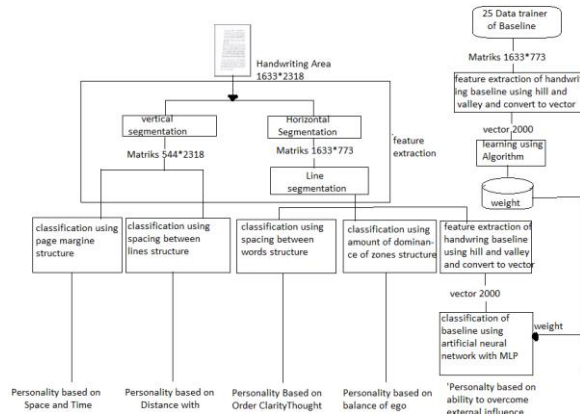 25 Data trainer
of Baseline
Matriks 1633*773
feature extraction of handwrit
ing baseline using hill and
valley and convert to vector
vector 2000
learning using
Algorithm
weight
Handwriting Area
1633*2318
vertical
segmentation
Horizontal
Segmentation
'feature
extraction
Matriks 544*2318
Matriks 1633*773
Line
segmentation
classification using
page margine
structure
classification using
spacing between
lines structure
classification using
spacing between
words structure
classification using
amount of dominan-
ce of zones structure
feature extraction of
handwring baseline
using hill and valley
and convert to vector
vector 2000
classification of
baseline using
artificial neural
network with MLP
weight
Personality based on
Space and Time
Personality based on
Distance with
Personality Based on
Order ClarityThought
Personality based on
balance of ego
'Personalty based on
ability to overcome
external influence